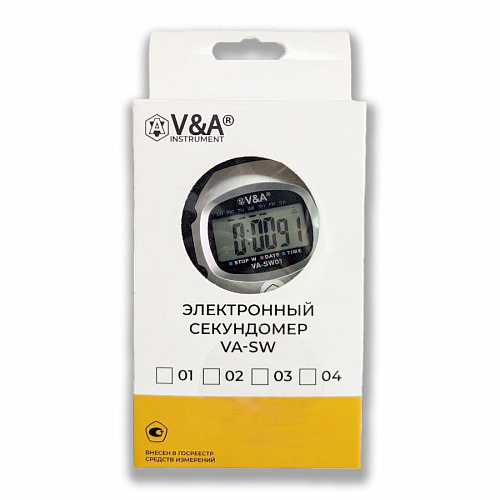 V&A®
INSTRUMENT
V&A®
0:0091
STOP W DATE TIME
VA-SW01
ЭЛЕКТРОННЫЙ
СЕКУНДОМЕР
VA-SW
01 02 03 04
ВНЕСЕН В ГОСРЕЕСТР
СРЕДСТВ ИЗМЕРЕНИЙ